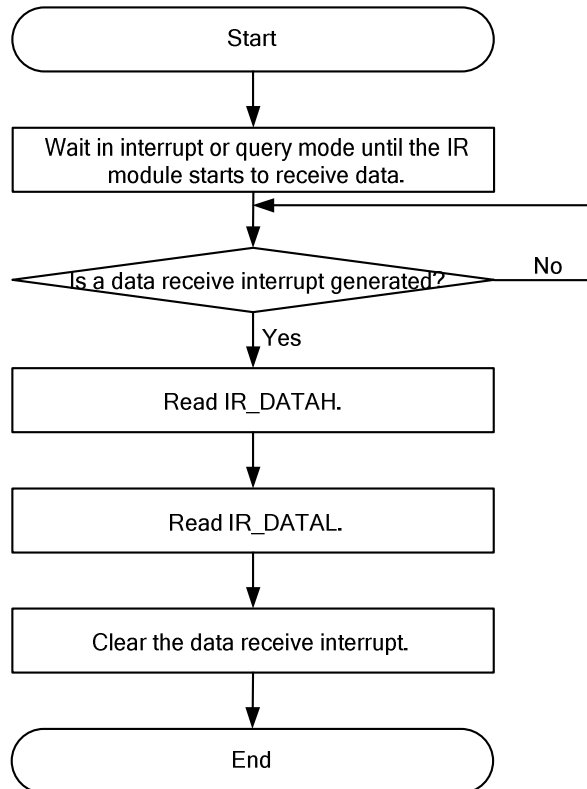 Start
Wait in interrupt or query mode until the IR
module starts to receive data.
Is a data receive interrupt generated?
No
Yes
Read IR_DATAH.
Read IR_DATAL.
Clear the data receive interrupt.
End